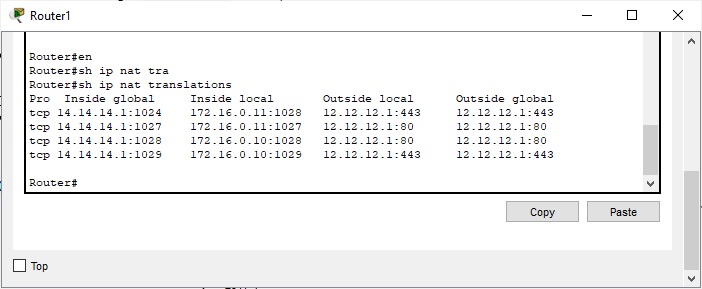 Router1
Router#en
Router#sh ip nat tra
Router#sh ip nat translations
Pro  Inside global     Inside local       Outside local      Outside global
tcp 14.14.14.1:1024    172.16.0.11:1028   12.12.12.1:443     12.12.12.1:443
tcp 14.14.14.1:1027    172.16.0.11:1027   12.12.12.1:80      12.12.12.1:80
tcp 14.14.14.1:1028    172.16.0.10:1028   12.12.12.1:80      12.12.12.1:80
tcp 14.14.14.1:1029    172.16.0.10:1029   12.12.12.1:443     12.12.12.1:443
Router#
Copy Paste
Top